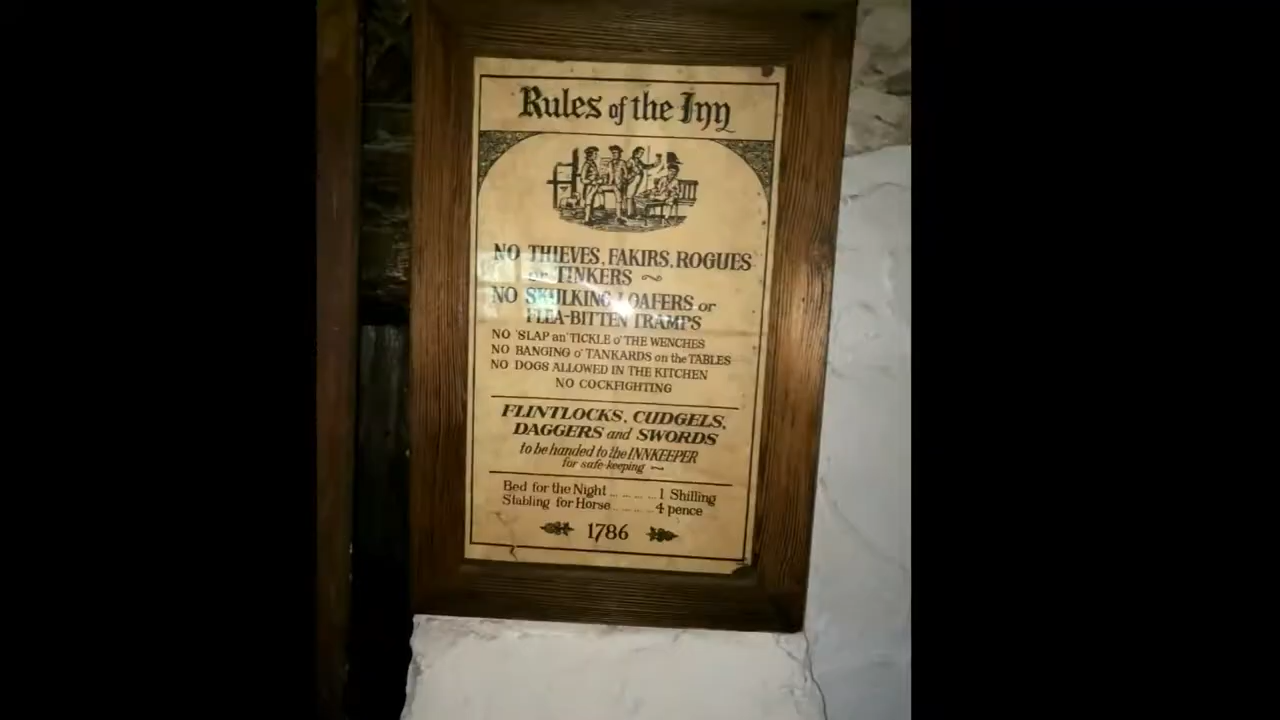 Rules of the Inn
NO THIEVES, FAKIRS, ROGUES
or TINKERS
NO SKULKING LOAFERS or
FLEA-BITTEN TRAMPS
NO 'SLAP an' TICKLE o' THE WENCHES
NO BANGING o' TANKARDS on the TABLES
NO DOGS ALLOWED IN THE KITCHEN
NO COCKFIGHTING
FLINTLOCKS, CUDGELS,
DAGGERS and SWORDS
to be handed to the INNKEEPER
for safe-keeping
Bed for the Night ... ... ... ... 1 Shilling
Stabling for Horse ... ... ... ... 4 pence
1786